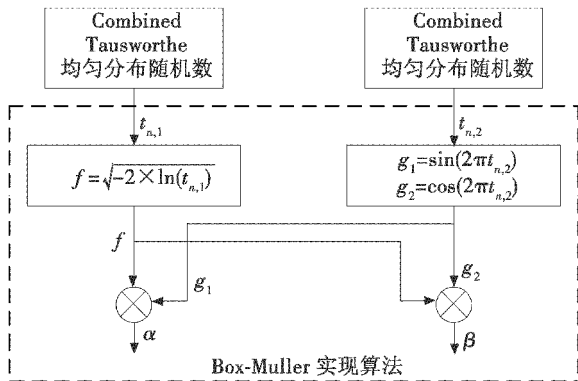 Combined
Tausworthe
均匀分布随机数
Combined
Tausworthe
均匀分布随机数
t_{n,1}
t_{n,2}
f=√(-2×ln(t_{n,1}))
g_1=sin(2πt_{n,2})
g_2=cos(2πt_{n,2})
f
g_1
g_2
α
β
Box-Muller 实现算法